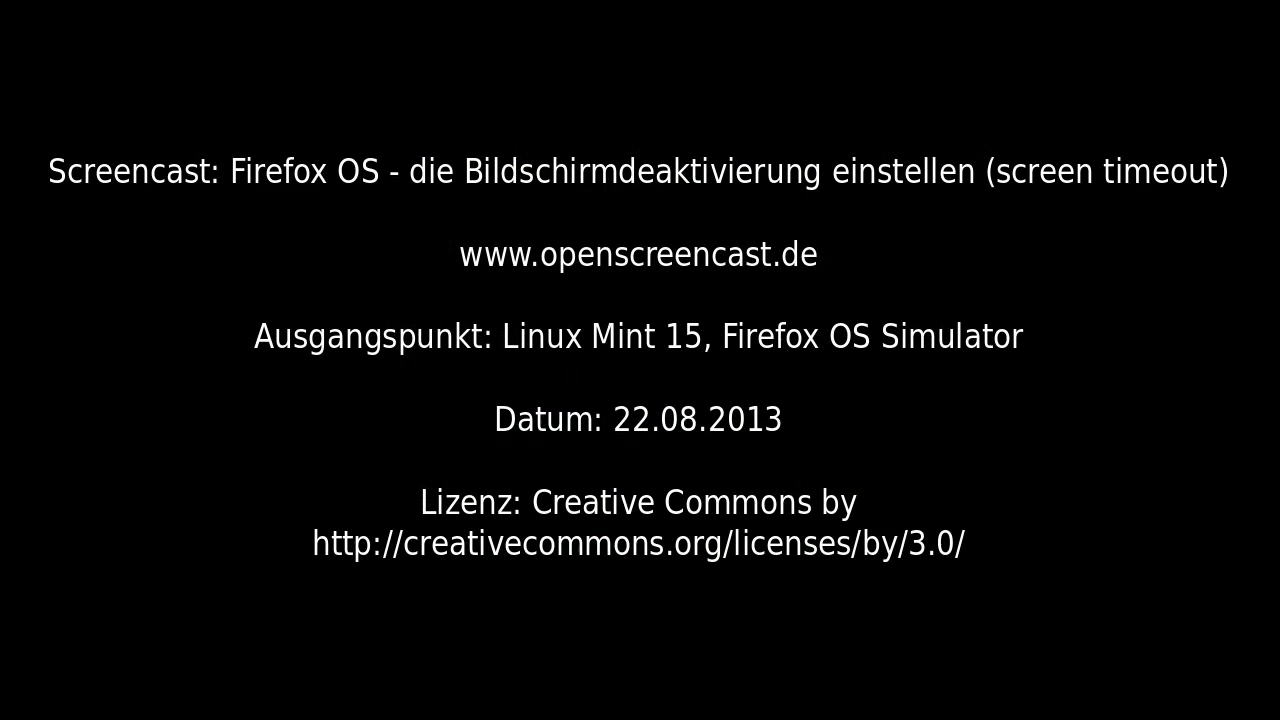 Screencast: Firefox OS - die Bildschirmdeaktivierung einstellen (screen timeout)
www.openscreencast.de
Ausgangspunkt: Linux Mint 15, Firefox OS Simulator
Datum: 22.08.2013
Lizenz: Creative Commons by
http://creativecommons.org/licenses/by/3.0/